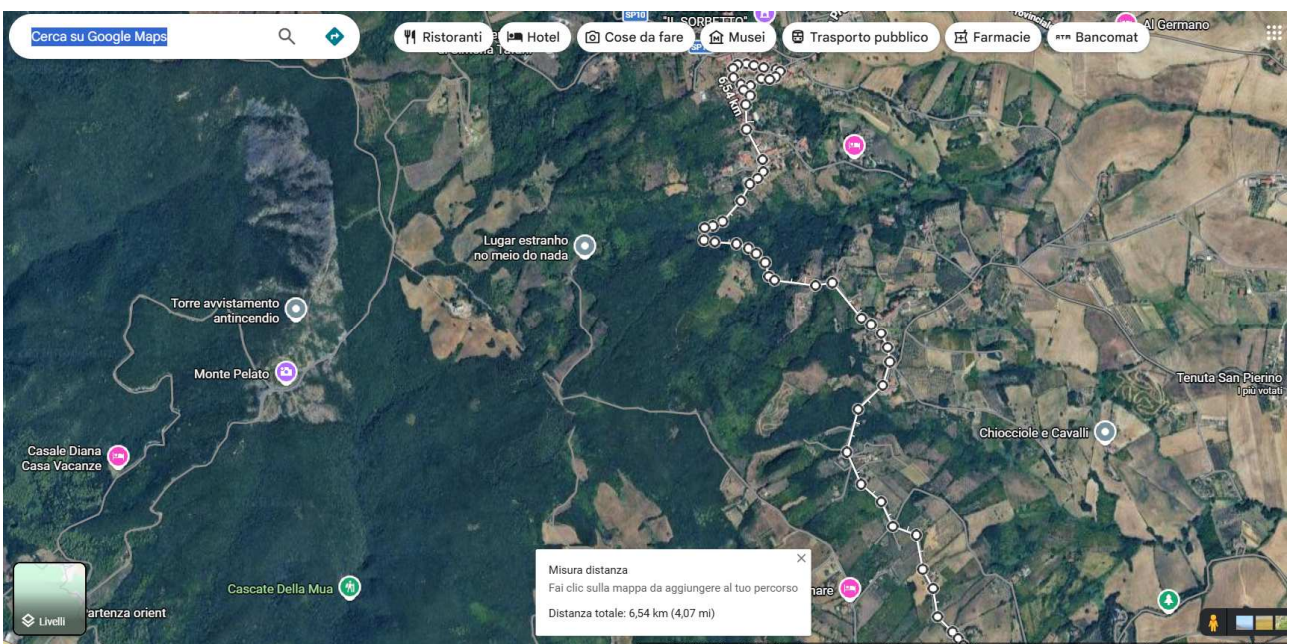 SP10
"IL SORBETTO"
Al Germano
Cerca su Google Maps
Ristoranti
Hotel
Cose da fare
Musei
Trasporto pubblico
Farmacie
ATM Bancomat
6,54 km
Lugar estranho
no meio do nada
Torre avvistamento
antincendio
Monte Pelato
Tenuta San Pierino
I più votati
Chiocciole e Cavalli
Casale Diana
Casa Vacanze
Misura distanza
Fai clic sulla mappa da aggiungere al tuo percorso
Distanza totale: 6,54 km (4,07 mi)
Cascate Della Mua
Livelli
artenza orient